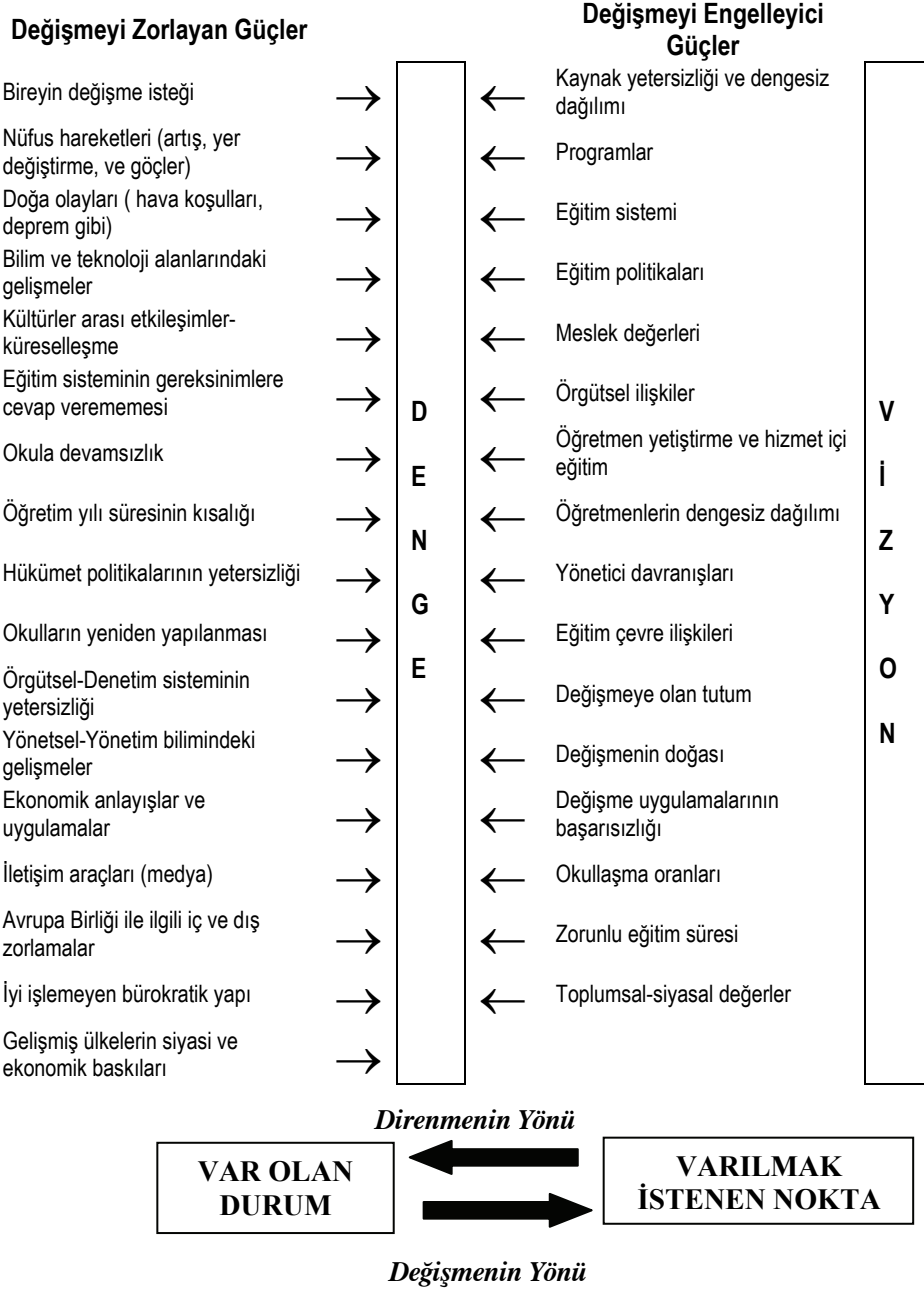 Değişmeyi Zorlayan Güçler
Değişmeyi Engelleyici
Güçler
Bireyin değişme isteği
Nüfus hareketleri (artış, yer
değiştirme, ve göçler)
Doğa olayları ( hava koşulları,
deprem gibi)
Bilim ve teknoloji alanlarındaki
gelişmeler
Kültürler arası etkileşimler-
küreselleşme
Eğitim sisteminin gereksinimlere
cevap verememesi
Okula devamsızlık
Öğretim yılı süresinin kısalığı
Hükümet politikalarının yetersizliği
Okulların yeniden yapılanması
Örgütsel-Denetim sisteminin
yetersizliği
Yönetsel-Yönetim bilimindeki
gelişmeler
Ekonomik anlayışlar ve
uygulamalar
İletişim araçları (medya)
Avrupa Birliği ile ilgili iç ve dış
zorlamalar
İyi işlemeyen bürokratik yapı
Gelişmiş ülkelerin siyasi ve
ekonomik baskıları
D
E
N
G
E
Kaynak yetersizliği ve dengesiz
dağılımı
Programlar
Eğitim sistemi
Eğitim politikaları
Meslek değerleri
Örgütsel ilişkiler
Öğretmen yetiştirme ve hizmet içi
eğitim
Öğretmenlerin dengesiz dağılımı
Yönetici davranışları
Eğitim çevre ilişkileri
Değişmeye olan tutum
Değişmenin doğası
Değişme uygulamalarının
başarısızlığı
Okullaşma oranları
Zorunlu eğitim süresi
Toplumsal-siyasal değerler
V
İ
Z
Y
O
N
Direnmenin Yönü
VAR OLAN
DURUM
VARILMAK
İSTENEN NOKTA
Değişmenin Yönü